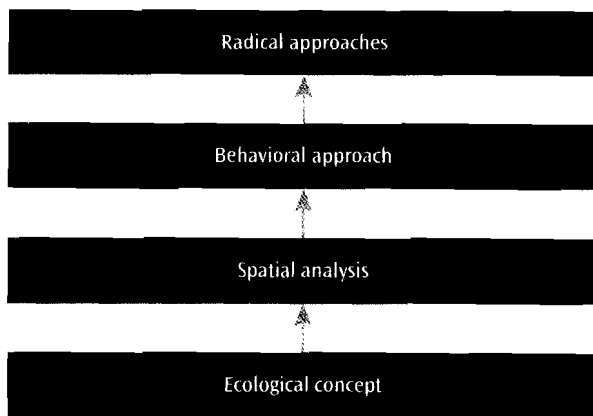 Radical approaches
Behavioral approach
Spatial analysis
Ecological concept